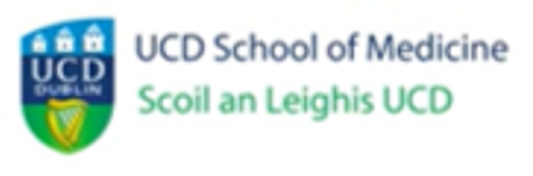 UCD
DUBLIN
UCD School of Medicine
Scoil an Leighis UCD